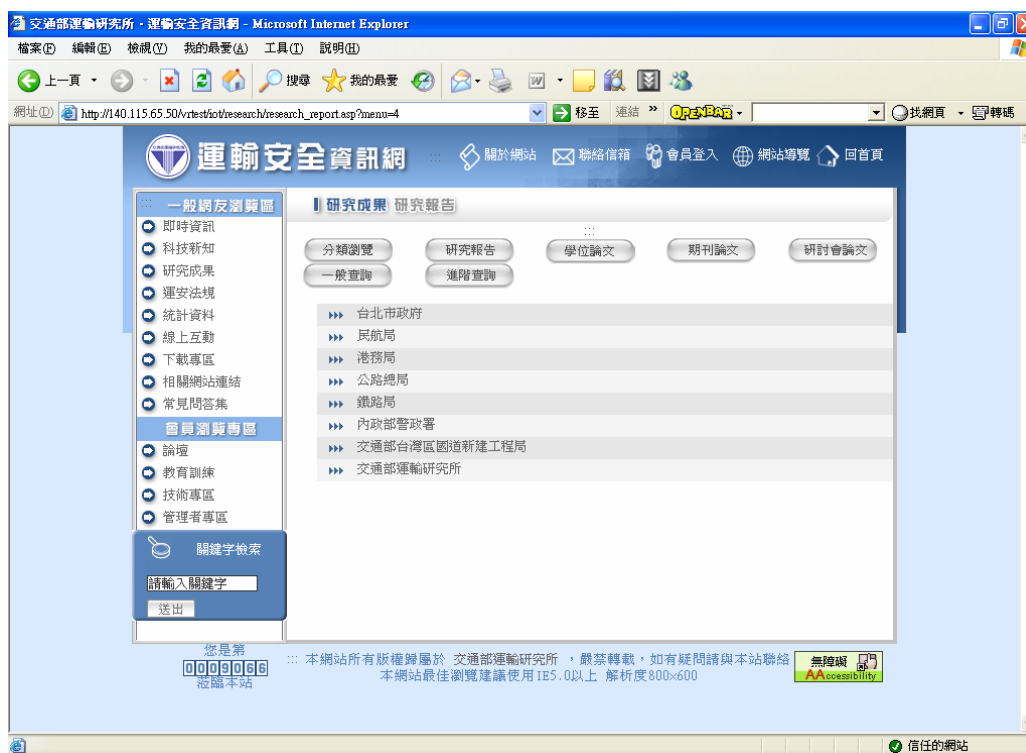 交通部運輸研究所 - 運輸安全資訊網 - Microsoft Internet Explorer
檔案(F) 編輯(E) 檢視(V) 我的最愛(A) 工具(T) 說明(H)
上一頁 搜尋 我的最愛
網址(D) http://140.115.65.50/vrtest/iot/research/research_report.asp?menu=4 移至 連結 » OPENBAR 找網頁 轉碼
運輸安全資訊網 關於網站 聯絡信箱 會員登入 網站導覽 回首頁
一般網友瀏覽區
即時資訊
科技新知
研究成果
運安法規
統計資料
線上互動
下載專區
相關網站連結
常見問答集
會員瀏覽專區
論壇
教育訓練
技術專區
管理者專區
關鍵字檢索
請輸入關鍵字
送出
研究成果 研究報告
分類瀏覽 研究報告 學位論文 期刊論文 研討會論文
一般查詢 進階查詢
台北市政府
民航局
港務局
公路總局
鐵路局
內政部警政署
交通部台灣區國道新建工程局
交通部運輸研究所
您是第
0009066
蒞臨本站
::: 本網站所有版權歸屬於 交通部運輸研究所 ,嚴禁轉載,如有疑問請與本站聯絡
本網站最佳瀏覽建議使用IE5.0以上 解析度800×600
無障礙
AAccessibility
信任的網站